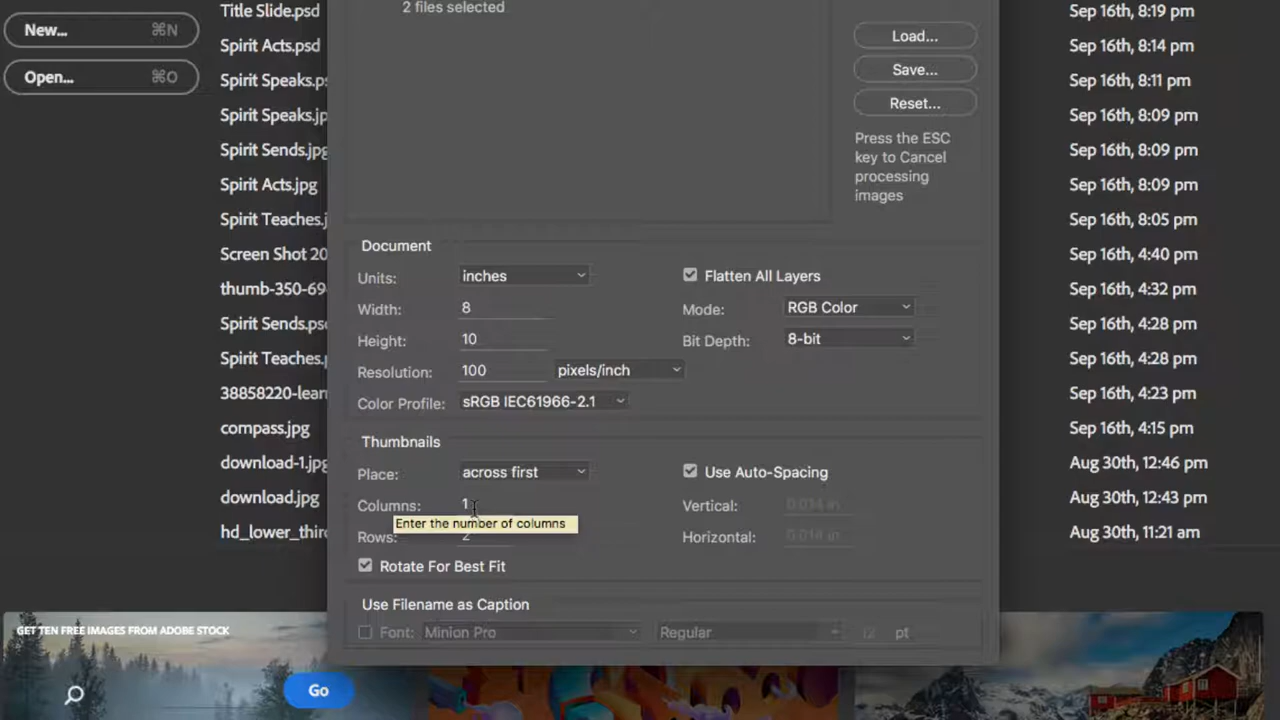 New... ⌘N
Open... ⌘O
Title Slide.psd Sep 16th, 8:19 pm
Spirit Acts.psd Sep 16th, 8:14 pm
Spirit Speaks.ps Sep 16th, 8:11 pm
Spirit Speaks.jp Sep 16th, 8:09 pm
Spirit Sends.jpg Sep 16th, 8:09 pm
Spirit Acts.jpg Sep 16th, 8:09 pm
Spirit Teaches.j Sep 16th, 8:05 pm
Screen Shot 20 Sep 16th, 4:40 pm
thumb-350-69 Sep 16th, 4:32 pm
Spirit Sends.psd Sep 16th, 4:28 pm
Spirit Teaches.p Sep 16th, 4:28 pm
38858220-lear Sep 16th, 4:23 pm
compass.jpg Sep 16th, 4:15 pm
download-1.jpg Aug 30th, 12:46 pm
download.jpg Aug 30th, 12:43 pm
hd_lower_thir Aug 30th, 11:21 am
2 files selected
Load...
Save...
Reset...
Press the ESC
key to Cancel
processing
images
Document
Units: inches
Width: 8
Height: 10
Resolution: 100 pixels/inch
Color Profile: sRGB IEC61966-2.1
Flatten All Layers
Mode: RGB Color
Bit Depth: 8-bit
Thumbnails
Place: across first
Columns: 1
Enter the number of columns
Rows: 2
Rotate For Best Fit
Use Auto-Spacing
Vertical: 0.014 in
Horizontal: 0.014 in
Use Filename as Caption
Font: Minion Pro Regular 12 pt
GET TEN FREE IMAGES FROM ADOBE STOCK
Go